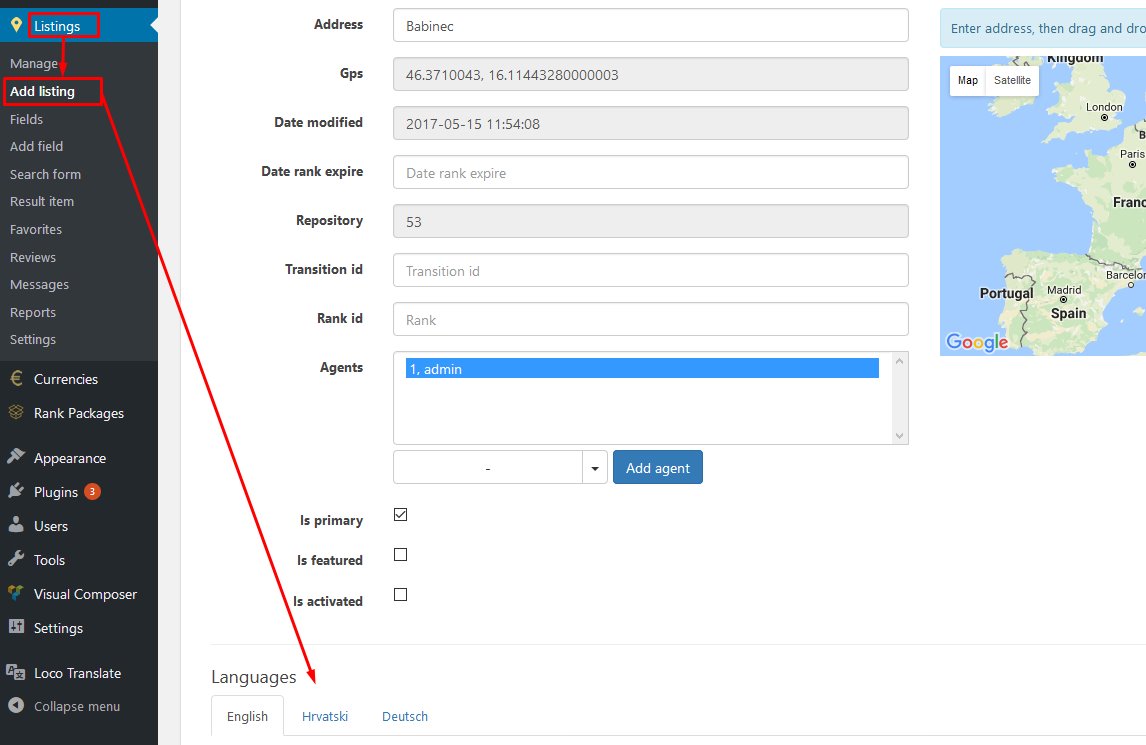 Listings
Manage
Add listing
Fields
Add field
Search form
Result item
Favorites
Reviews
Messages
Reports
Settings
Currencies
Rank Packages
Appearance
Plugins 3
Users
Tools
Visual Composer
Settings
Loco Translate
Collapse menu
Address Babinec
Gps 46.3710043, 16.11443280000003
Date modified 2017-05-15 11:54:08
Date rank expire Date rank expire
Repository 53
Transition id Transition id
Rank id Rank
Agents 1, admin
- Add agent
Is primary
Is featured
Is activated
Languages
English Hrvatski Deutsch
Enter address, then drag and dro
Kingdom
Map Satellite
London
B
Paris
Franc
Barcelon
Portugal Madrid
Spain
Google